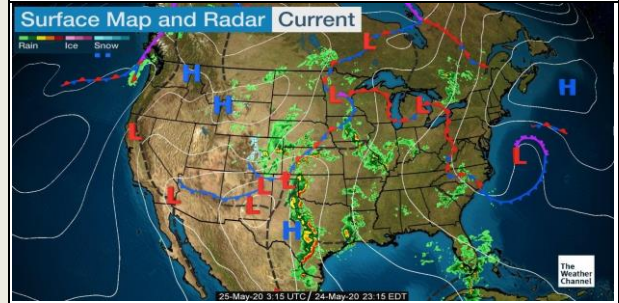 Surface Map and Radar Current
Rain Ice Snow
L
L
H
L
H
L
H
L
L
L
L
L
L
H
The
Weather
Channel
25-May-20 3:15 UTC / 24-May-20 23:15 EDT